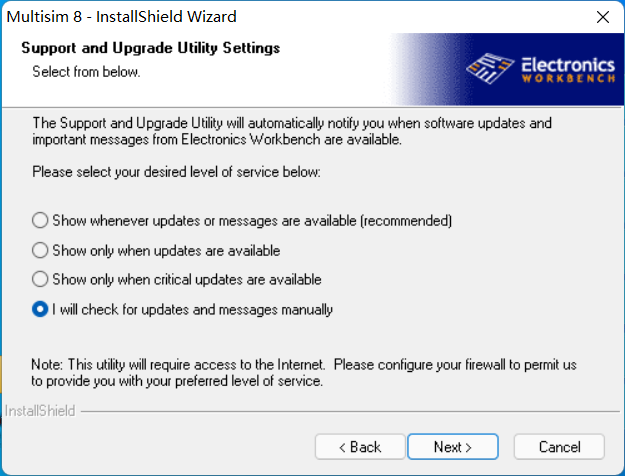 Multisim 8 - InstallShield Wizard
Support and Upgrade Utility Settings
Select from below.
Electronics
WORKBENCH
The Support and Upgrade Utility will automatically notify you when software updates and
important messages from Electronics Workbench are available.
Please select your desired level of service below:
Show whenever updates or messages are available (recommended)
Show only when updates are available
Show only when critical updates are available
I will check for updates and messages manually
Note: This utility will require access to the Internet.  Please configure your firewall to permit us
to provide you with your preferred level of service.
InstallShield
< Back
Next >
Cancel